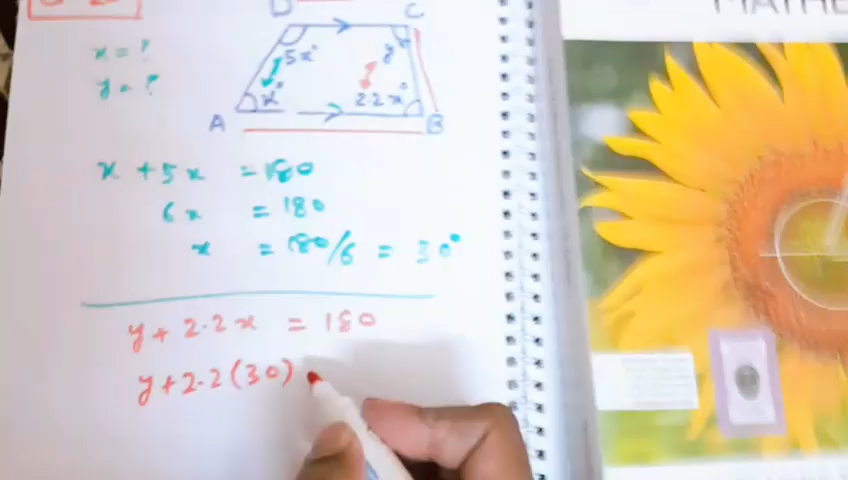 D C
x = ?
5x° y°
y = ?
x° 2.2x°
A B
x + 5x = 180
6x = 180
x = 180/6 = 30°
y + 2.2x = 180
y + 2.2(30)
MATHE